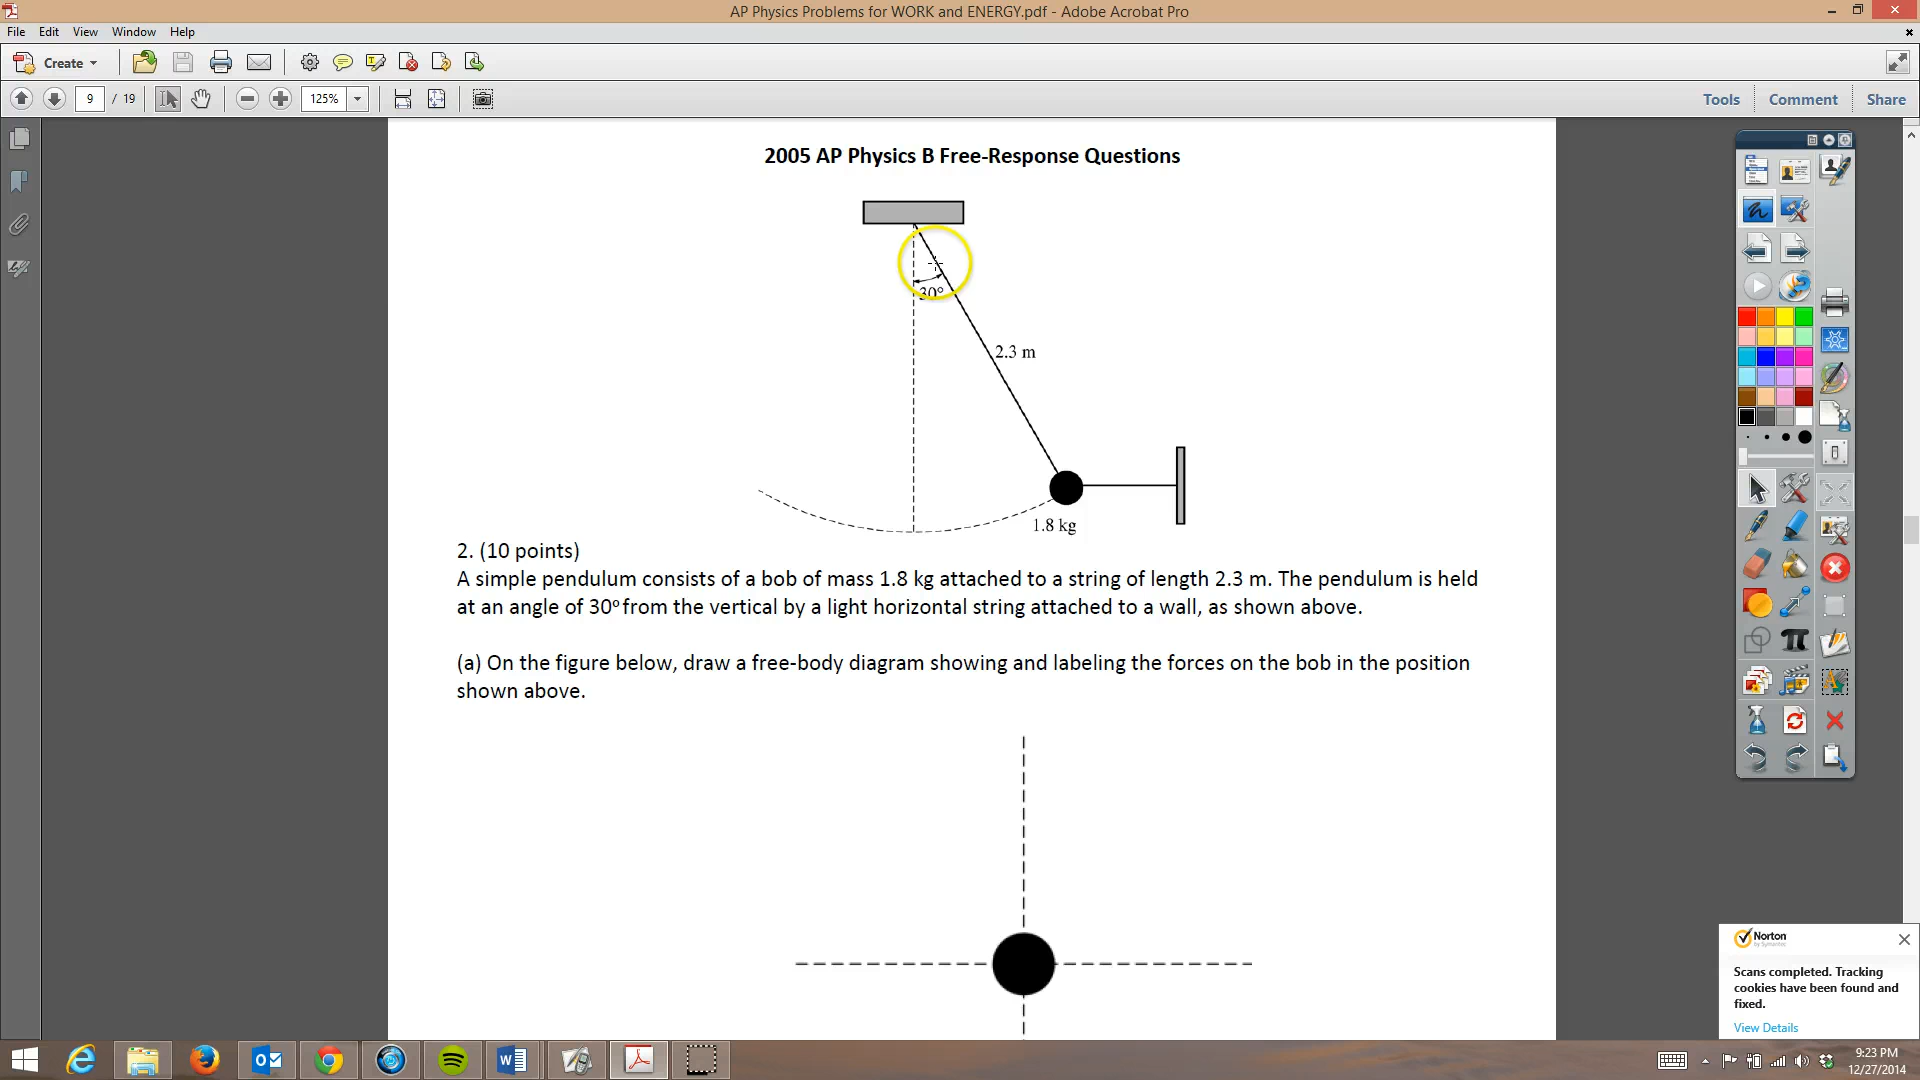 AP Physics Problems for WORK and ENERGY.pdf - Adobe Acrobat Pro
File Edit View Window Help
Create
9 / 19 125% Tools Comment Share
2005 AP Physics B Free-Response Questions
30°
2.3 m
1.8 kg
2. (10 points)
A simple pendulum consists of a bob of mass 1.8 kg attached to a string of length 2.3 m. The pendulum is held
at an angle of 30° from the vertical by a light horizontal string attached to a wall, as shown above.
(a) On the figure below, draw a free-body diagram showing and labeling the forces on the bob in the position
shown above.
Norton
by Symantec
Scans completed. Tracking
cookies have been found and
fixed.
View Details
9:23 PM
12/27/2014